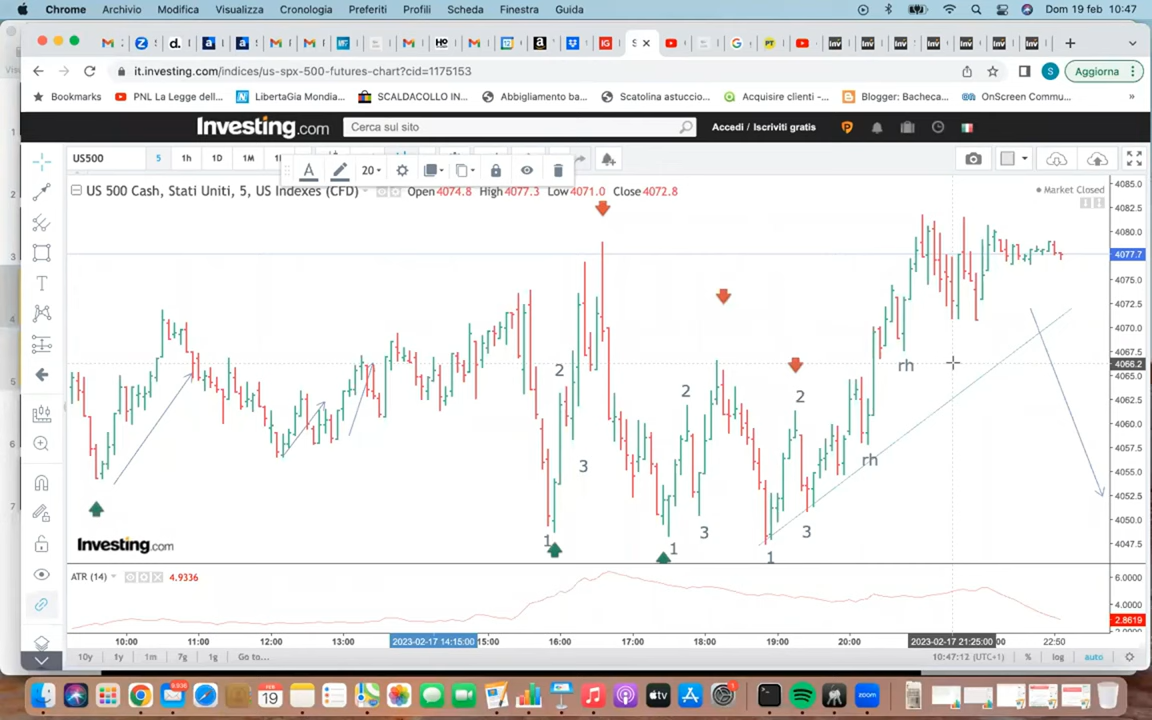 Chrome Archivio Modifica Visualizza Cronologia Preferiti Profili Scheda Finestra Guida Dom 19 feb 10:47
it.investing.com/indices/us-spx-500-futures-chart?cid=1175153 S Aggiorna
Bookmarks PNL La Legge dell... LibertaGia Mondia... SCALDACOLLO IN... Abbigliamento ba... Scatolina astuccio... Acquisire clienti -... Blogger: Bacheca... OnScreen Commu... »
Investing.com Cerca sui sito Accedi / Iscriviti gratis
US500 5 1h 1D 1M A 20
US 500 Cash, Stati Uniti, 5, US Indexes (CFD) Open 4074.8 High 4077.3 Low 4071.0 Close 4072.8
Market Closed
4085.0
4082.5
4080.0
4077.7
4075.0
4072.5
4070.0
4067.5
4066.2
4065.0
4062.5
4060.0
4057.5
4055.0
4052.5
4050.0
4047.5
2 2 2 rh
3 rh
3 3
1 1 1
Investing.com
ATR (14) 4.9336
6.0000
4.0000
2.8619
10:00 11:00 12:00 13:00 2023-02-17 14:15:00 15:00 16:00 17:00 18:00 19:00 20:00 2023-02-17 21:25:00 22:50
10y 1y 1m 7g 1g Go to... 10:47:12 (UTC+1) % log auto